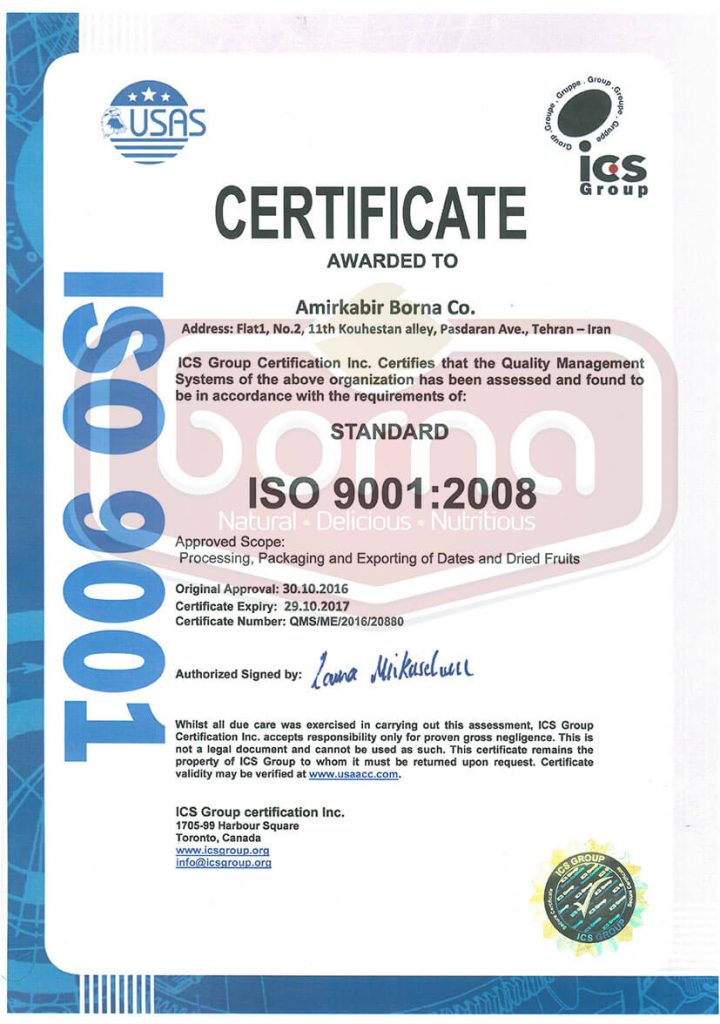 USAS
Group . Groupe . Gruppe . Group . Groupe . Gruppe
ics
Group
CERTIFICATE
AWARDED TO
Amirkabir Borna Co.
Address: Flat1, No.2, 11th Kouhestan alley, Pasdaran Ave., Tehran – Iran
ICS Group Certification Inc. Certifies that the Quality Management
Systems of the above organization has been assessed and found to
be in accordance with the requirements of:
STANDARD
borna
ISO 9001:2008
Natural • Delicious • Nutritious
Approved Scope:
Processing, Packaging and Exporting of Dates and Dried Fruits
Original Approval: 30.10.2016
Certificate Expiry: 29.10.2017
Certificate Number: QMS/ME/2016/20880
Authorized Signed by:
Whilst all due care was exercised in carrying out this assessment, ICS Group
Certification Inc. accepts responsibility only for proven gross negligence. This is
not a legal document and cannot be used as such. This certificate remains the
property of ICS Group to whom it must be returned upon request. Certificate
validity may be verified at www.usaacc.com.
ICS Group certification Inc.
1705-99 Harbour Square
Toronto, Canada
www.icsgroup.org
info@icsgroup.org
ISO 9001
ICS GROUP
ICS GROUP